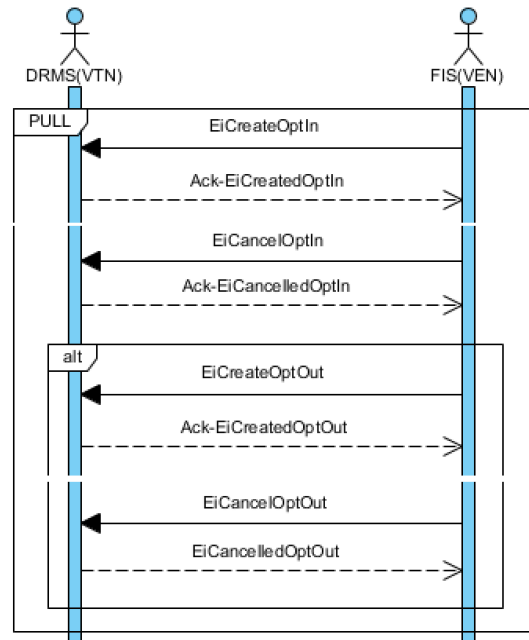 DRMS(VTN)
FIS(VEN)
PULL
EiCreateOptIn
Ack-EiCreatedOptIn
EiCancelOptIn
Ack-EiCancelledOptIn
alt
EiCreateOptOut
Ack-EiCreatedOptOut
EiCancelOptOut
EiCancelledOptOut